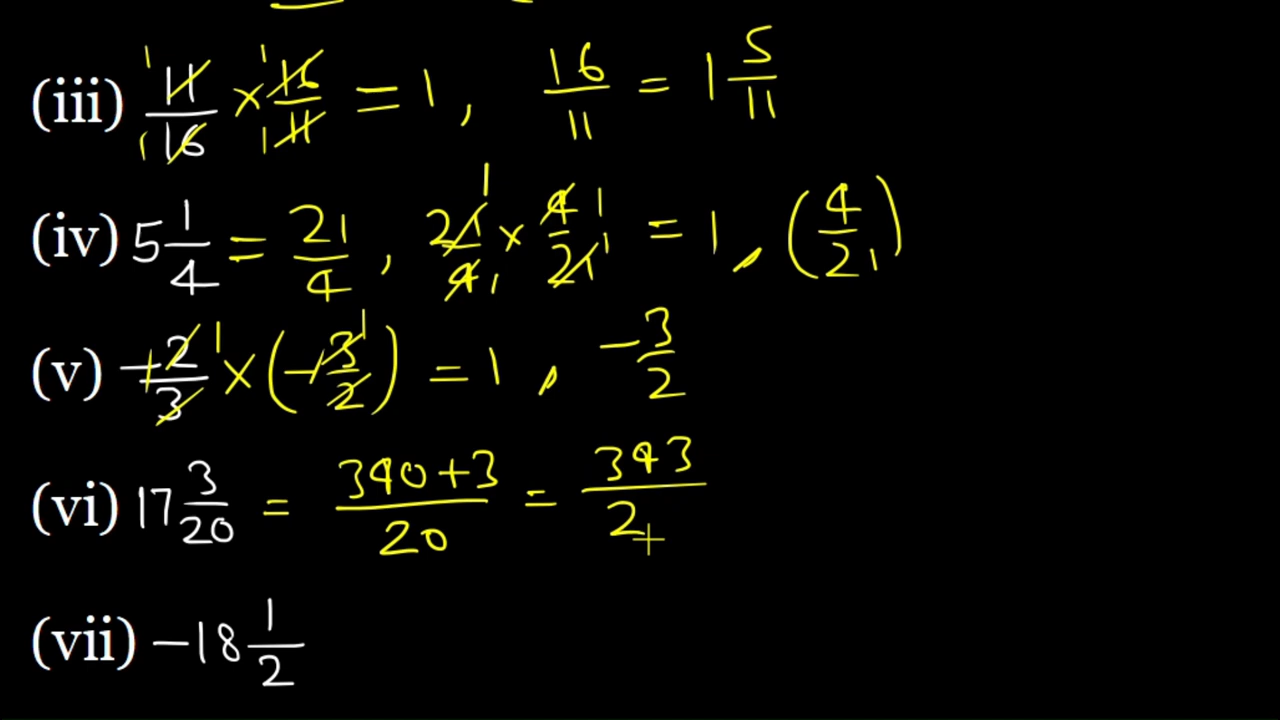 (iii) 11/16 × 16/11 = 1, 16/11 = 1 5/11
(iv) 5 1/4 = 21/4, 21/4 × 4/21 = 1, (4/21)
(v) -2/3 × (-3/2) = 1, -3/2
(vi) 17 3/20 = 340+3/20 = 343/2
(vii) -18 1/2